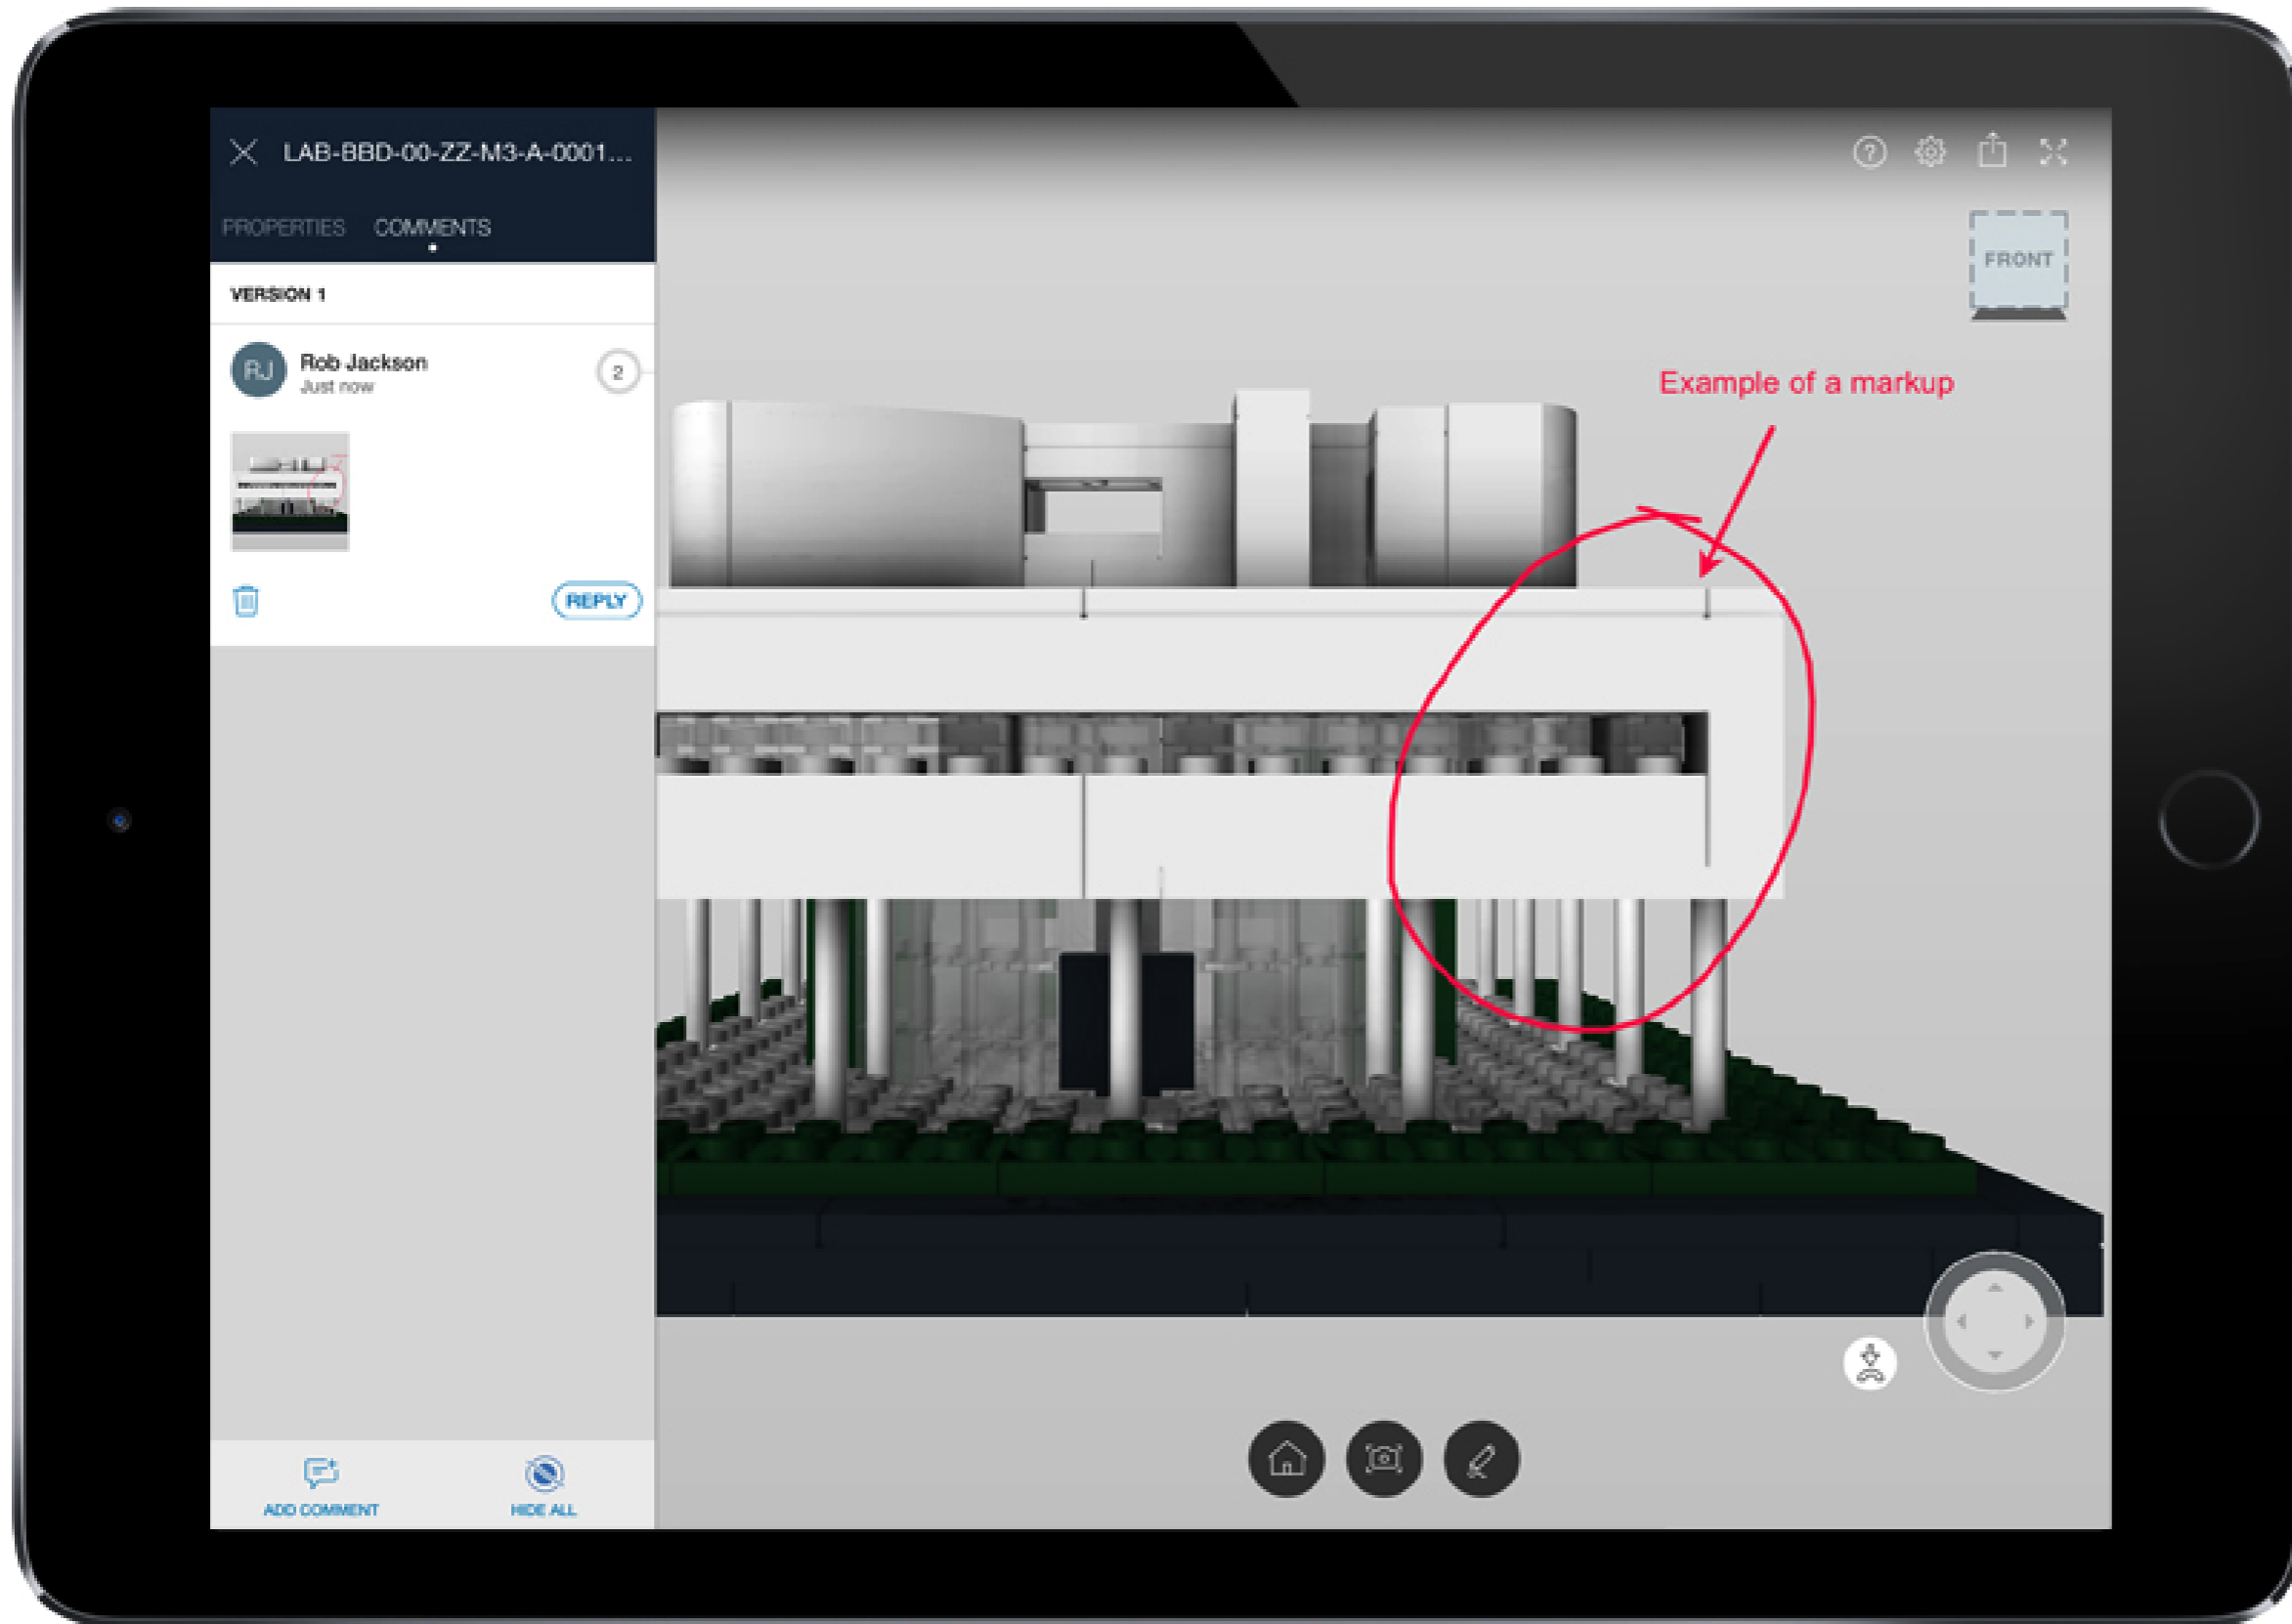 LAB-BBD-00-ZZ-M3-A-0001...
PROPERTIES COMMENTS
VERSION 1
RJ
Rob Jackson
Just now
2
REPLY
ADD COMMENT
HIDE ALL
?
FRONT
Example of a markup